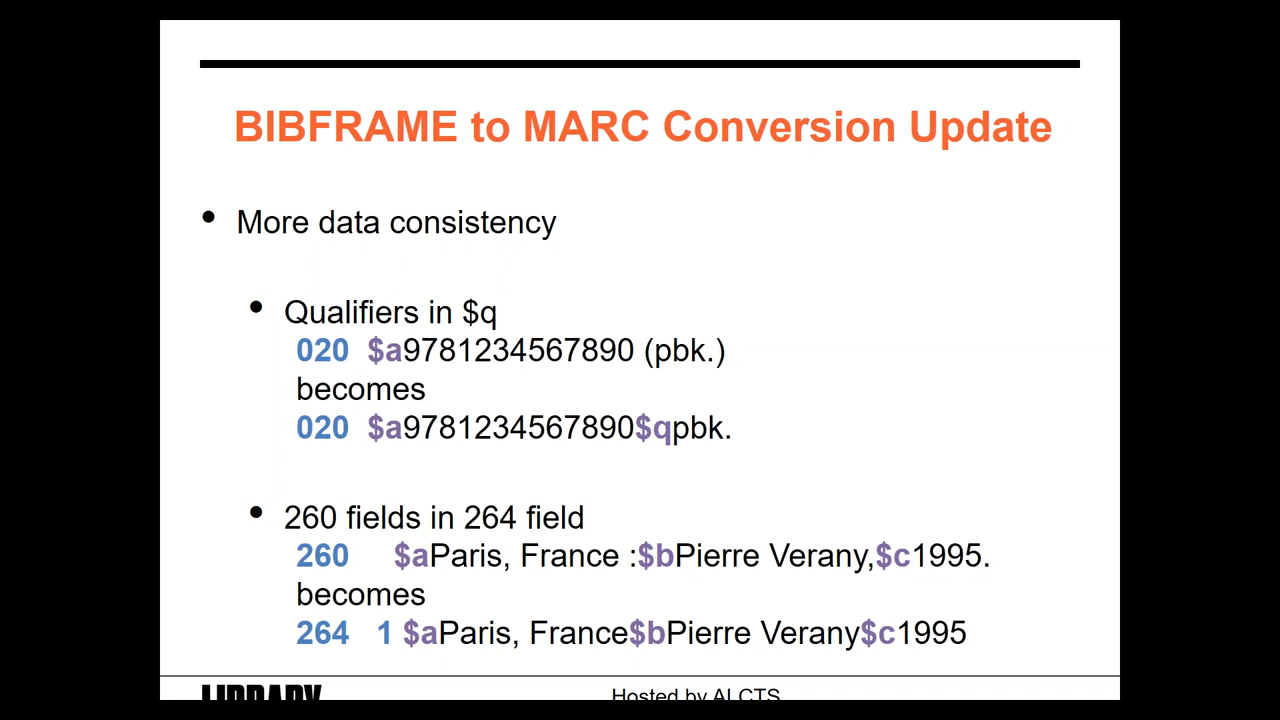 BIBFRAME to MARC Conversion Update
• More data consistency
• Qualifiers in $q
020 $a9781234567890 (pbk.)
becomes
020 $a9781234567890$qpbk.
• 260 fields in 264 field
260 $aParis, France :$bPierre Verany,$c1995.
becomes
264 1 $aParis, France$bPierre Verany$c1995
LIBRARY
Hosted by ALCTS